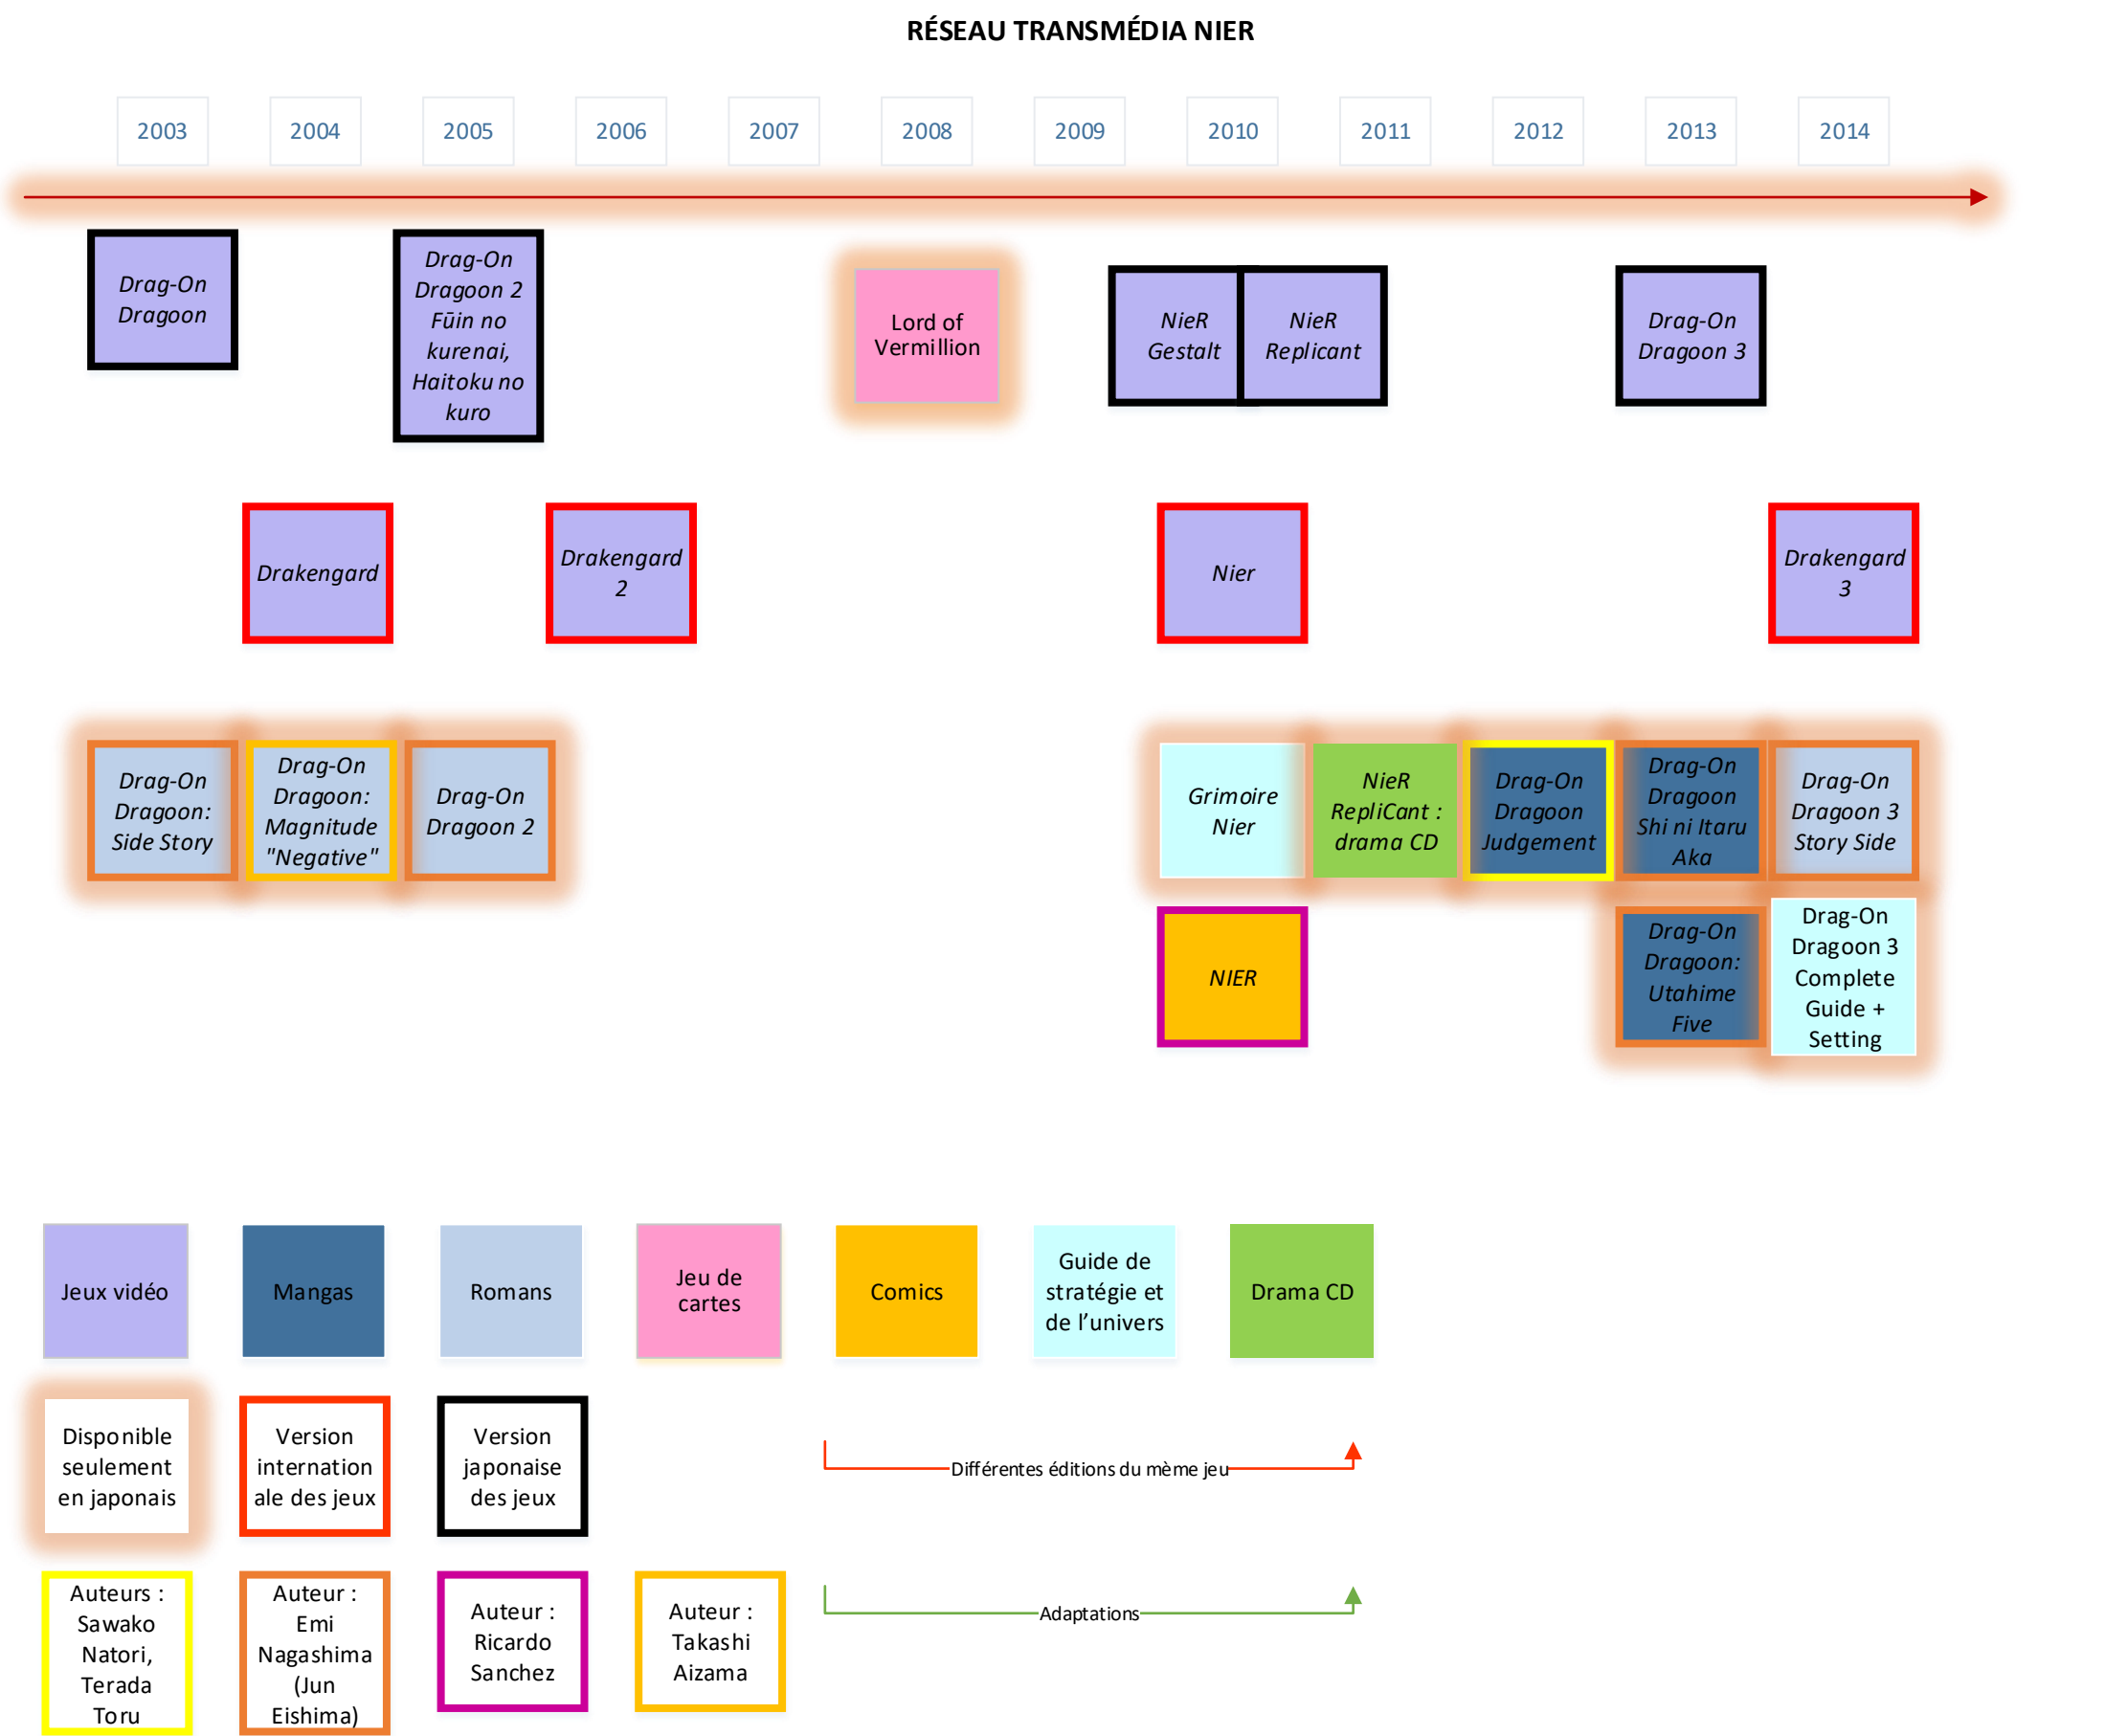 RÉSEAU TRANSMÉDIA NIER
2003
2004
2005
2006
2007
2008
2009
2010
2011
2012
2013
2014
Drag-On
Dragoon
Drag-On
Dragoon 2
Fūin no
kurenai,
Haitoku no
kuro
Lord of
Vermillion
NieR
Gestalt
NieR
Replicant
Drag-On
Dragoon 3
Drakengard
Drakengard
2
Nier
Drakengard
3
Drag-On
Dragoon:
Side Story
Drag-On
Dragoon:
Magnitude
"Negative"
Drag-On
Dragoon 2
Grimoire
Nier
NieR
RepliCant :
drama CD
Drag-On
Dragoon
Judgement
Drag-On
Dragoon
Shi ni Itaru
Aka
Drag-On
Dragoon 3
Story Side
NIER
Drag-On
Dragoon:
Utahime
Five
Drag-On
Dragoon 3
Complete
Guide +
Setting
Jeux vidéo
Mangas
Romans
Jeu de
cartes
Comics
Guide de
stratégie et
de l’univers
Drama CD
Disponible
seulement
en japonais
Version
internation
ale des jeux
Version
japonaise
des jeux
Différentes éditions du mème jeu
Auteurs :
Sawako
Natori,
Terada
Toru
Auteur :
Emi
Nagashima
(Jun
Eishima)
Auteur :
Ricardo
Sanchez
Auteur :
Takashi
Aizama
Adaptations